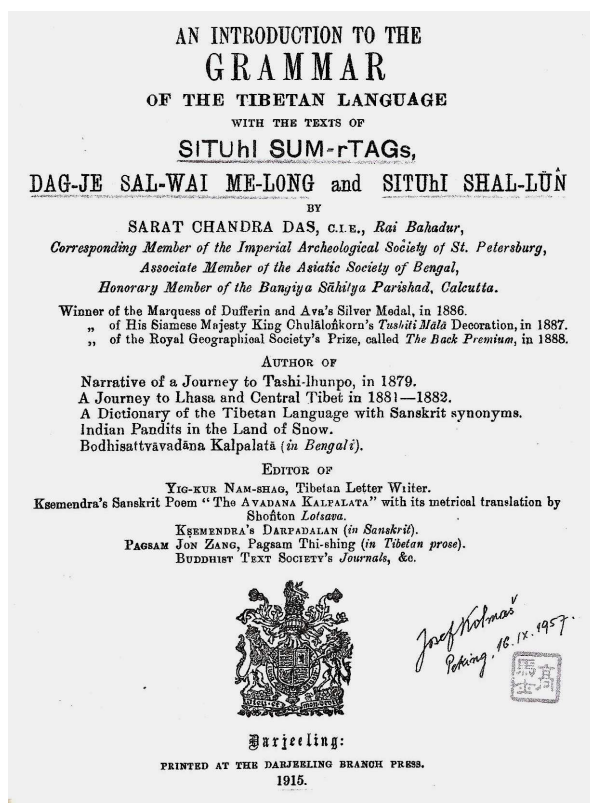 AN INTRODUCTION TO THE
GRAMMAR
OF THE TIBETAN LANGUAGE
WITH THE TEXTS OF
SITUhI SUM-rTAGs,
DAG-JE SAL-WAI ME-LONG and SITUhI SHAL-LÛṄ
BY
SARAT CHANDRA DAS, C.I.E., Rai Bahadur,
Corresponding Member of the Imperial Archeological Society of St. Petersburg,
Associate Member of the Asiatic Society of Bengal,
Honorary Member of the Bangiya Sāhitya Parishad, Calcutta.
Winner of the Marquess of Dufferin and Ava's Silver Medal, in 1886.
„ of His Siamese Majesty King Chulāloṅkorn's Tushiti Mālā Decoration, in 1887.
„ of the Royal Geographical Society's Prize, called The Back Premium, in 1888.
AUTHOR OF
Narrative of a Journey to Tashi-lhunpo, in 1879.
A Journey to Lhasa and Central Tibet in 1881—1882.
A Dictionary of the Tibetan Language with Sanskrit synonyms.
Indian Pandits in the Land of Snow.
Bodhisattvāvadāna Kalpalatā (in Bengali).
EDITOR OF
YIG-KUR NAM-SHAG, Tibetan Letter Writer.
Ksemendra's Sanskrit Poem "The AVADANA KALPALATA" with its metrical translation by
Shoṅton Lotsava.
KṢEMENDRA'S DARPADALAN (in Sanskrit).
PAGSAM JON ZANG, Pagsam Thi-shing (in Tibetan prose).
BUDDHIST TEXT SOCIETY'S Journals, &c.
Josef Kolmaš
Peking, 16.IX.1957.
高馬士
Darjeeling:
PRINTED AT THE DARJEELING BRANCH PRESS.
1915.